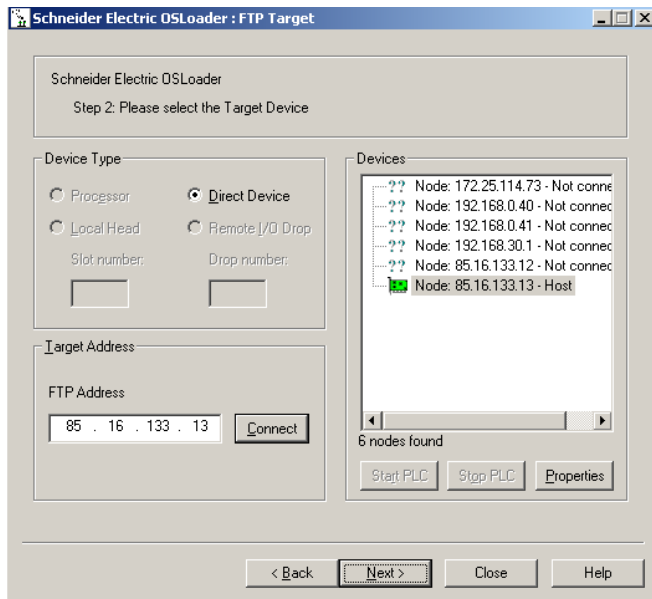 Schneider Electric OSLoader : FTP Target
Schneider Electric OSLoader
Step 2: Please select the Target Device
Device Type
Processor
Direct Device
Local Head
Remote I/O Drop
Slot number:
Drop number:
Target Address
FTP Address
85 . 16 . 133 . 13
Connect
Devices
?? Node: 172.25.114.73 - Not conne
?? Node: 192.168.0.40 - Not connec
?? Node: 192.168.0.41 - Not connec
?? Node: 192.168.30.1 - Not connec
?? Node: 85.16.133.12 - Not connec
Node: 85.16.133.13 - Host
6 nodes found
Start PLC
Stop PLC
Properties
< Back
Next >
Close
Help